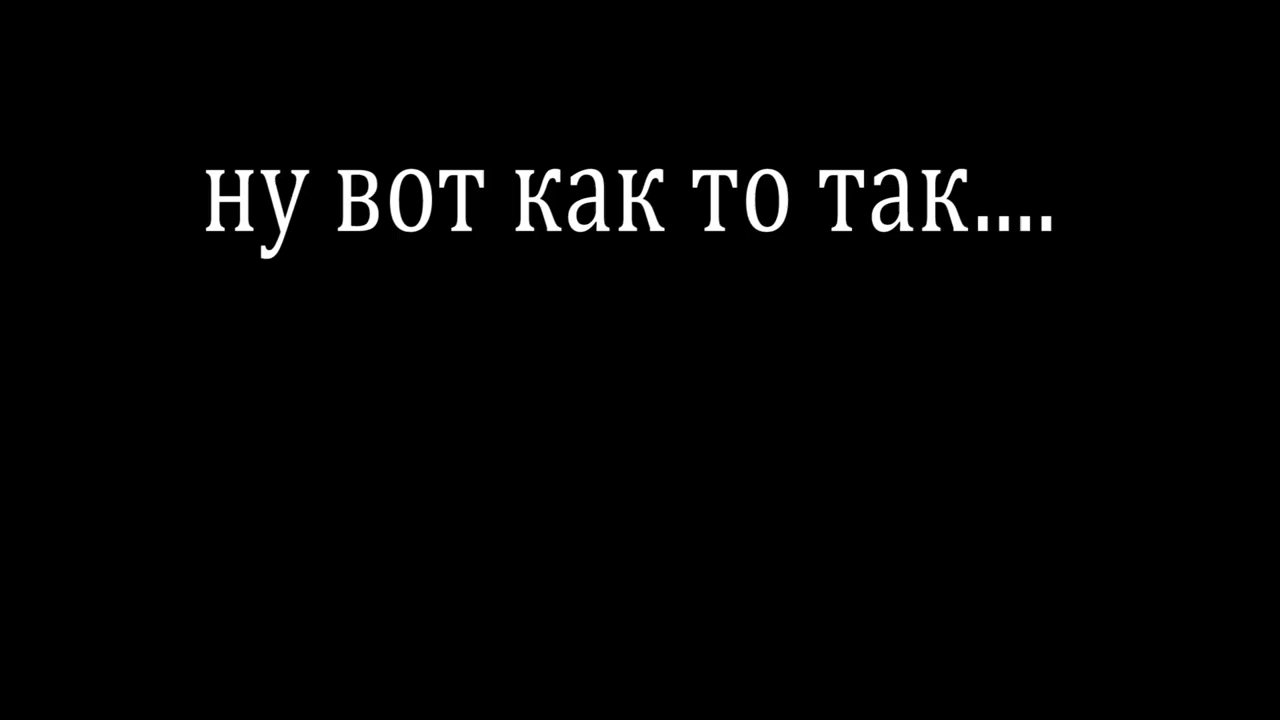 ну вот как то так....